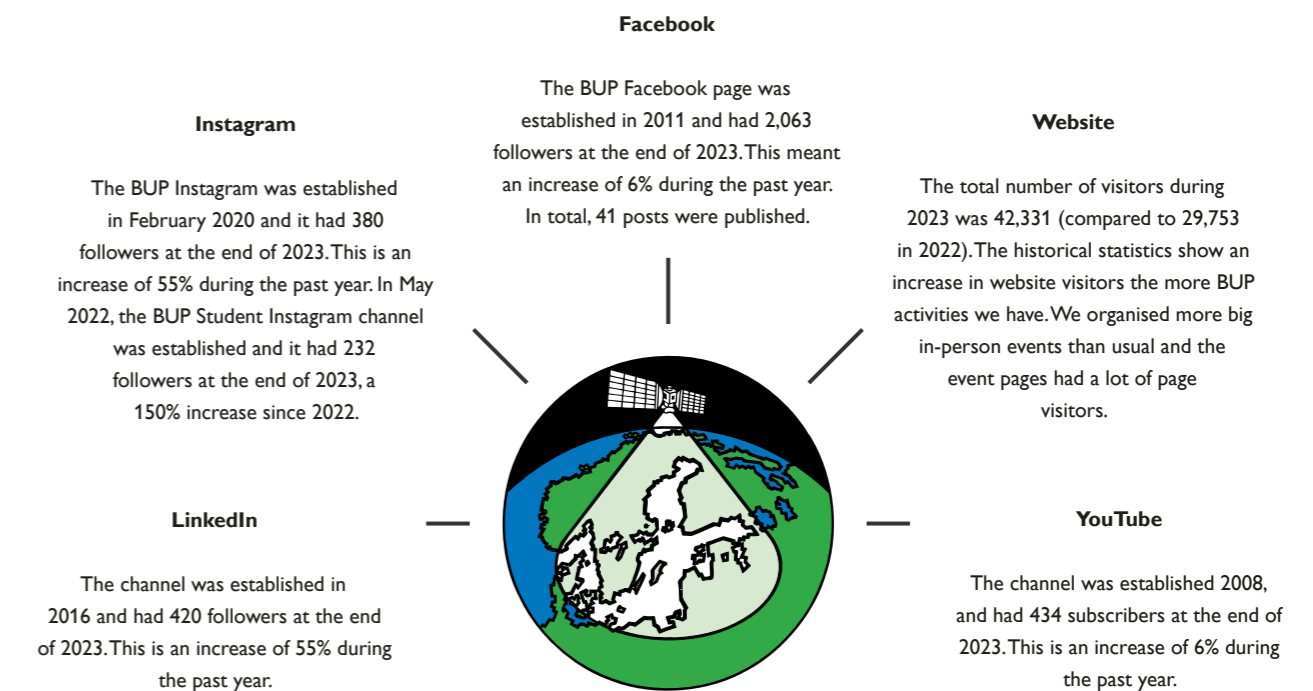 Facebook
The BUP Facebook page was
established in 2011 and had 2,063
followers at the end of 2023. This meant
an increase of 6% during the past year.
In total, 41 posts were published.
Instagram
The BUP Instagram was established
in February 2020 and it had 380
followers at the end of 2023. This is an
increase of 55% during the past year. In May
2022, the BUP Student Instagram channel
was established and it had 232
followers at the end of 2023, a
150% increase since 2022.
Website
The total number of visitors during
2023 was 42,331 (compared to 29,753
in 2022). The historical statistics show an
increase in website visitors the more BUP
activities we have. We organised more big
in-person events than usual and the
event pages had a lot of page
visitors.
LinkedIn
The channel was established in
2016 and had 420 followers at the end
of 2023. This is an increase of 55% during
the past year.
YouTube
The channel was established 2008,
and had 434 subscribers at the end of
2023. This is an increase of 6% during
the past year.